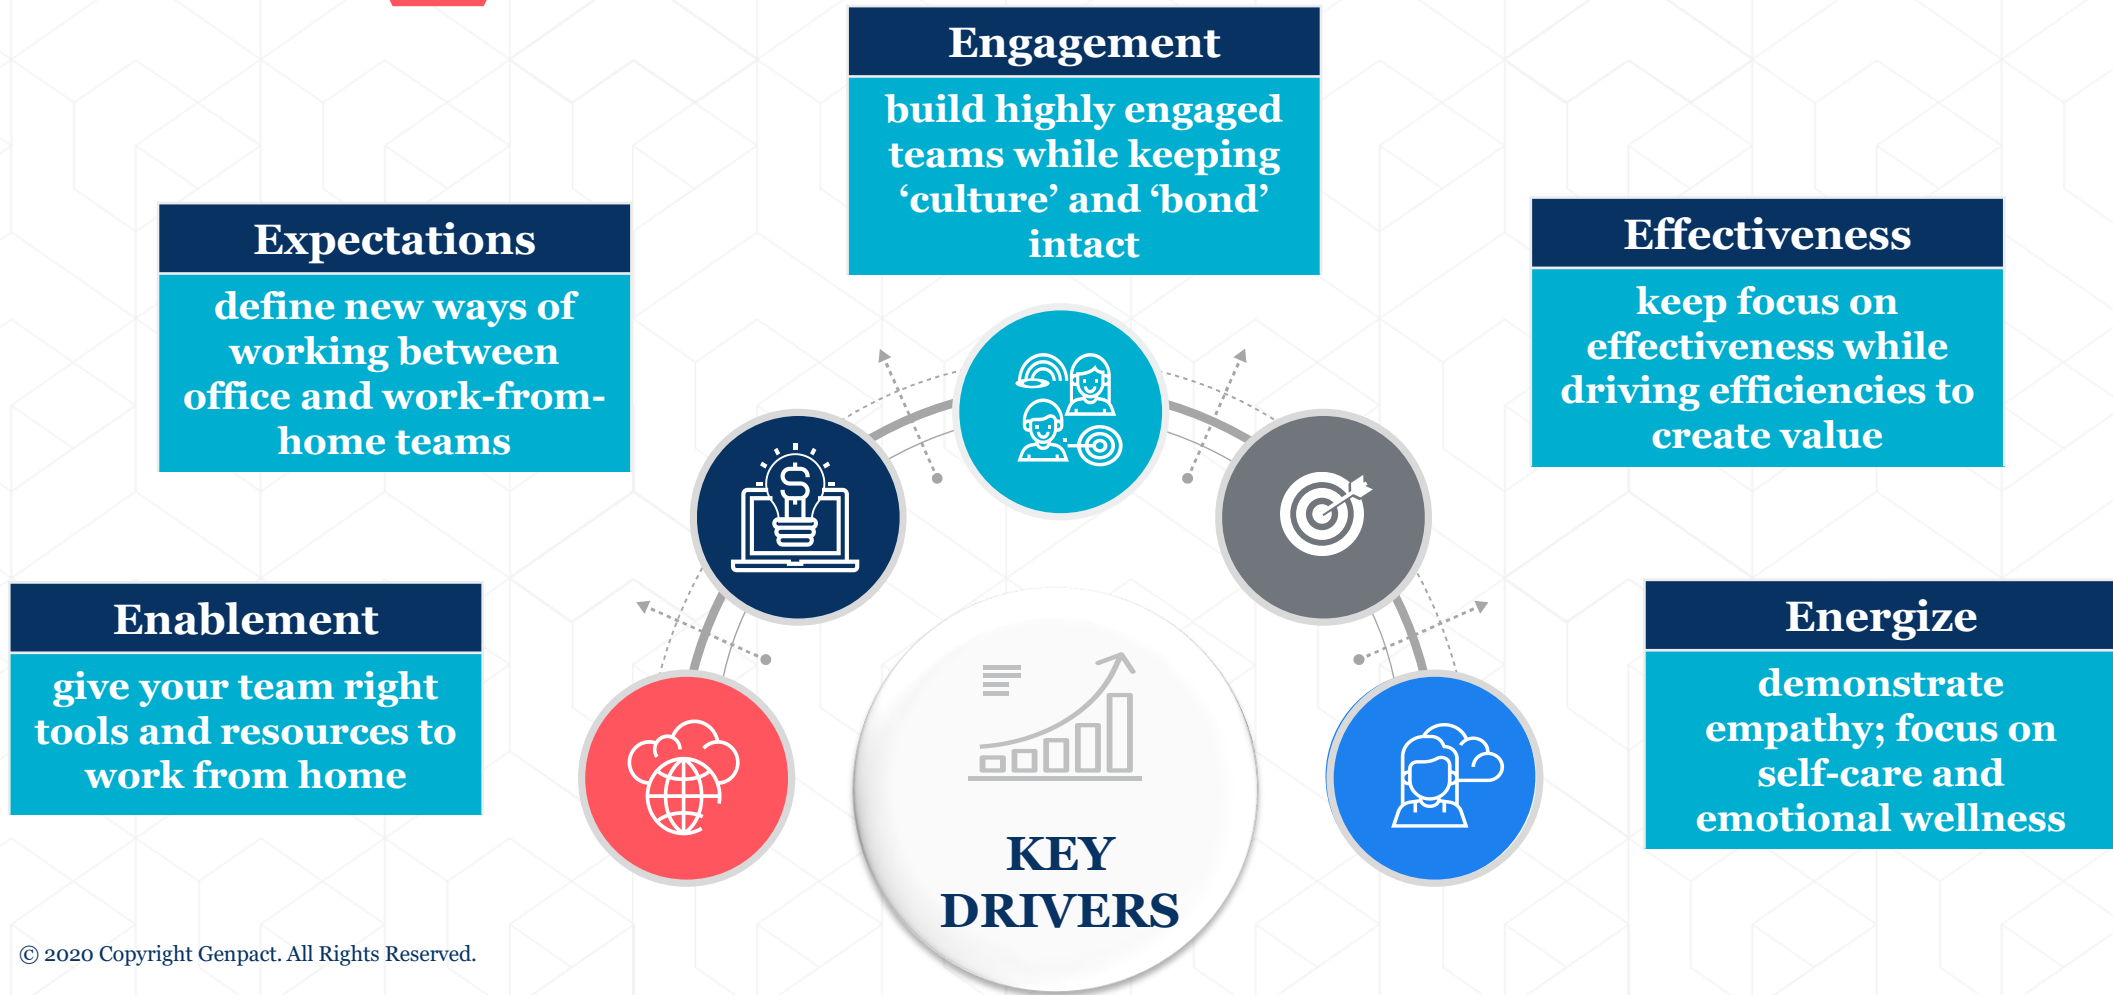 Engagement
build highly engaged
teams while keeping
‘culture’ and ‘bond’
intact
Expectations
define new ways of
working between
office and work-from-
home teams
Effectiveness
keep focus on
effectiveness while
driving efficiencies to
create value
Enablement
give your team right
tools and resources to
work from home
Energize
demonstrate
empathy; focus on
self-care and
emotional wellness
KEY
DRIVERS
© 2020 Copyright Genpact. All Rights Reserved.